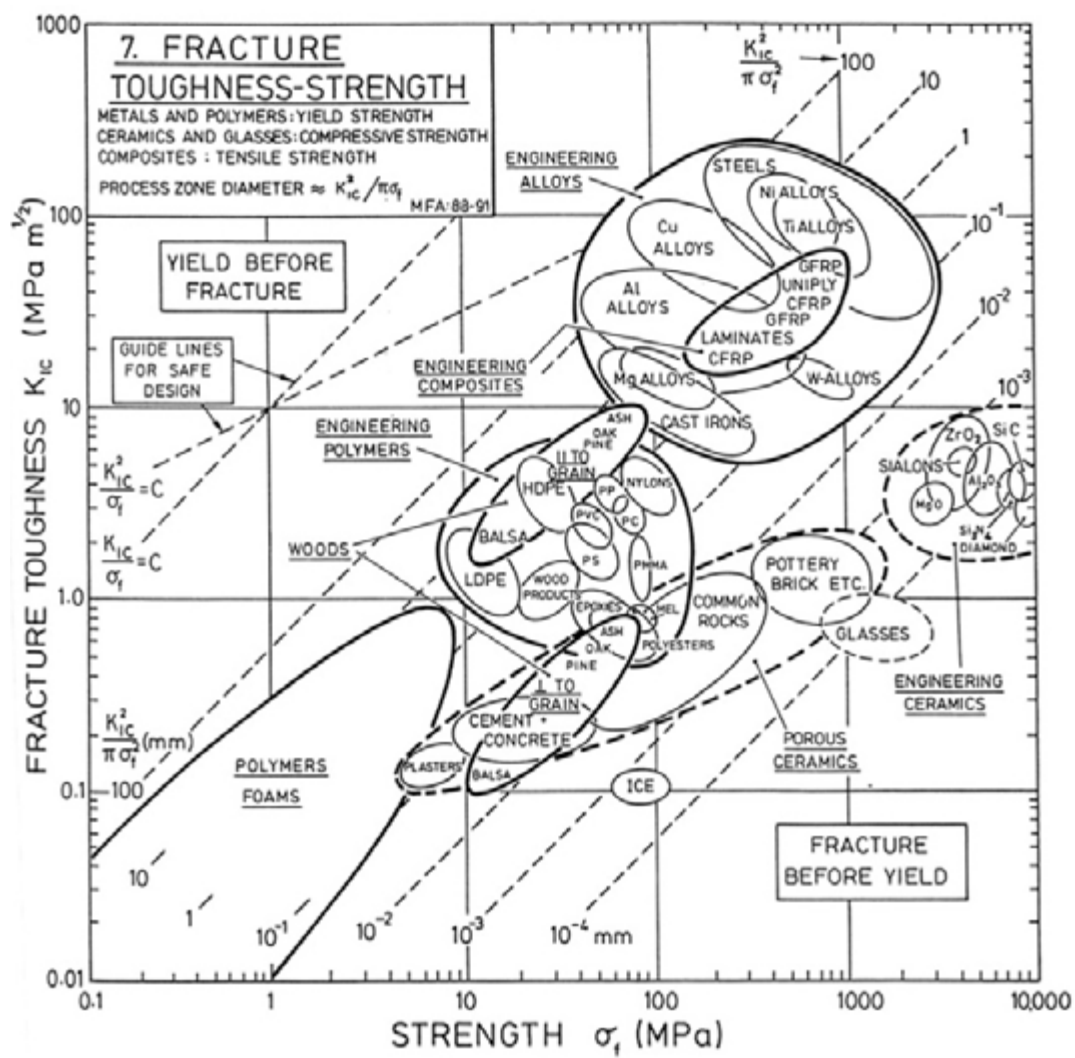 1000
7. FRACTURE
TOUGHNESS-STRENGTH
METALS AND POLYMERS: YIELD STRENGTH
CERAMICS AND GLASSES: COMPRESSIVE STRENGTH
COMPOSITES : TENSILE STRENGTH
PROCESS ZONE DIAMETER ≈ K²IC/πσf
MFA: 88-91
K²IC/πσ²f
100
10
1
10⁻¹
10⁻²
10⁻³
ENGINEERING
ALLOYS
STEELS
Ni ALLOYS
Ti ALLOYS
Cu
ALLOYS
100
YIELD BEFORE
FRACTURE
GFRP
UNIPLY
CFRP
GFRP
LAMINATES
CFRP
Al
ALLOYS
GUIDE LINES
FOR SAFE
DESIGN
ENGINEERING
COMPOSITES
Mg ALLOYS
W-ALLOYS
CAST IRONS
10
ENGINEERING
POLYMERS
ASH
OAK
PINE
|| TO
GRAIN
K²IC/σf = C
KIC/σf = C
HDPE
PP
NYLONS
PVC
PC
BALSA
PS
PMMA
WOODS
LDPE
WOOD
PRODUCTS
ZrO₂
SiC
SIALONS
Al₂O₃
MgO
Si₃N₄
DIAMOND
POTTERY
BRICK ETC.
1.0
EPOXIES
MEL
COMMON
ROCKS
ASH
OAK
PINE
POLYESTERS
GLASSES
⊥ TO
GRAIN
ENGINEERING
CERAMICS
CEMENT +
CONCRETE
POROUS
CERAMICS
K²IC/πσ²f (mm)
POLYMERS
FOAMS
PLASTERS
BALSA
ICE
0.1
100
10
1
10⁻¹
10⁻²
10⁻³
10⁻⁴ mm
FRACTURE
BEFORE YIELD
0.01
0.1
1
10
100
1000
10,000
STRENGTH σf (MPa)
FRACTURE TOUGHNESS KIC (MPa m^1/2)